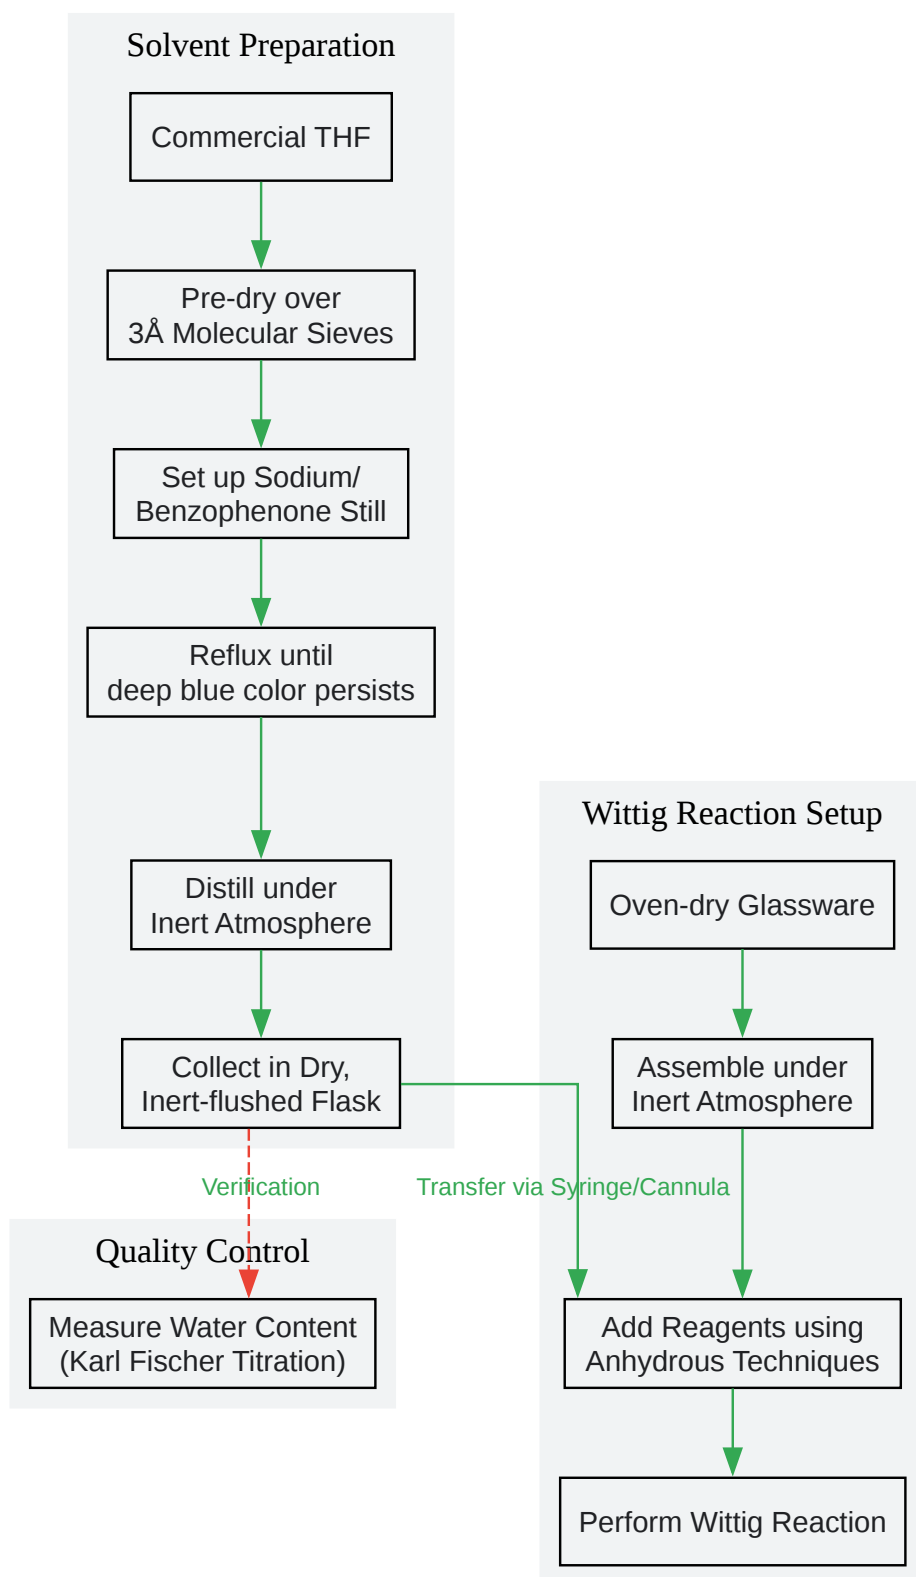 Solvent Preparation
Commercial THF
Pre-dry over
3Å Molecular Sieves
Set up Sodium/
Benzophenone Still
Reflux until
deep blue color persists
Distill under
Inert Atmosphere
Collect in Dry,
Inert-flushed Flask
Verification
Transfer via Syringe/Cannula
Quality Control
Measure Water Content
(Karl Fischer Titration)
Wittig Reaction Setup
Oven-dry Glassware
Assemble under
Inert Atmosphere
Add Reagents using
Anhydrous Techniques
Perform Wittig Reaction